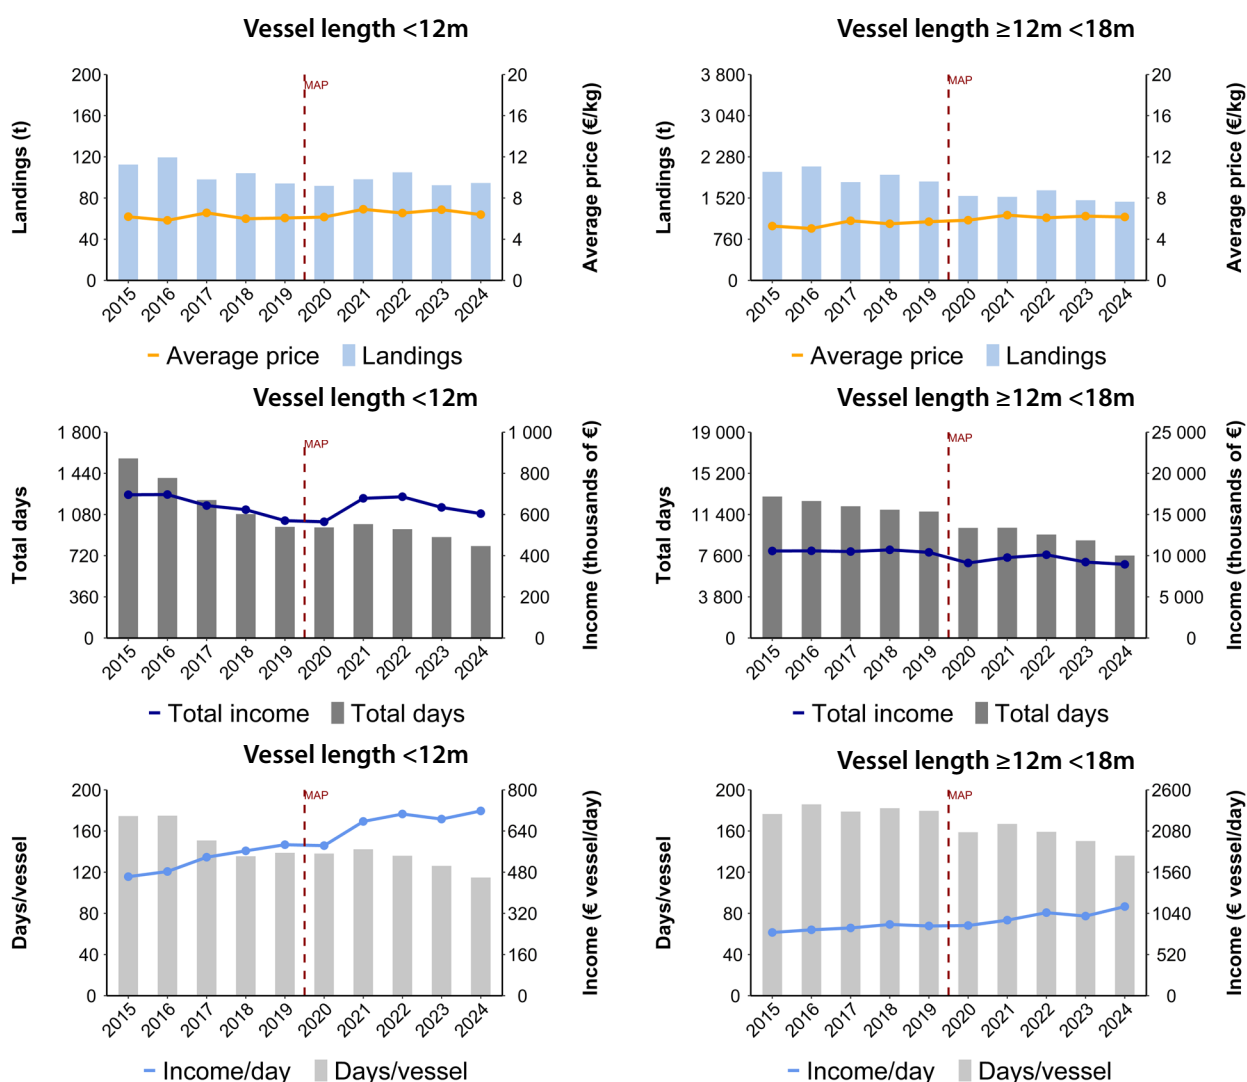 Vessel length <12m
Vessel length ≥12m <18m
Landings (t)
200
160
120
80
40
0
MAP
20
16
12
8
4
0
Average price (€/kg)
2015 2016 2017 2018 2019 2020 2021 2022 2023 2024
Average price Landings
Landings (t)
3 800
3 040
2 280
1 520
760
0
MAP
20
16
12
8
4
0
Average price (€/kg)
2015 2016 2017 2018 2019 2020 2021 2022 2023 2024
Average price Landings
Vessel length <12m
Vessel length ≥12m <18m
Total days
1 800
1 440
1 080
720
360
0
MAP
1 000
800
600
400
200
0
Income (thousands of €)
2015 2016 2017 2018 2019 2020 2021 2022 2023 2024
Total income Total days
Total days
19 000
15 200
11 400
7 600
3 800
0
MAP
25 000
20 000
15 000
10 000
5 000
0
Income (thousands of €)
2015 2016 2017 2018 2019 2020 2021 2022 2023 2024
Total income Total days
Vessel length <12m
Vessel length ≥12m <18m
Days/vessel
200
160
120
80
40
0
MAP
800
640
480
320
160
0
Income (€ vessel/day)
2015 2016 2017 2018 2019 2020 2021 2022 2023 2024
Income/day Days/vessel
Days/vessel
200
160
120
80
40
0
MAP
2600
2080
1560
1040
520
0
Income (€ vessel/day)
2015 2016 2017 2018 2019 2020 2021 2022 2023 2024
Income/day Days/vessel